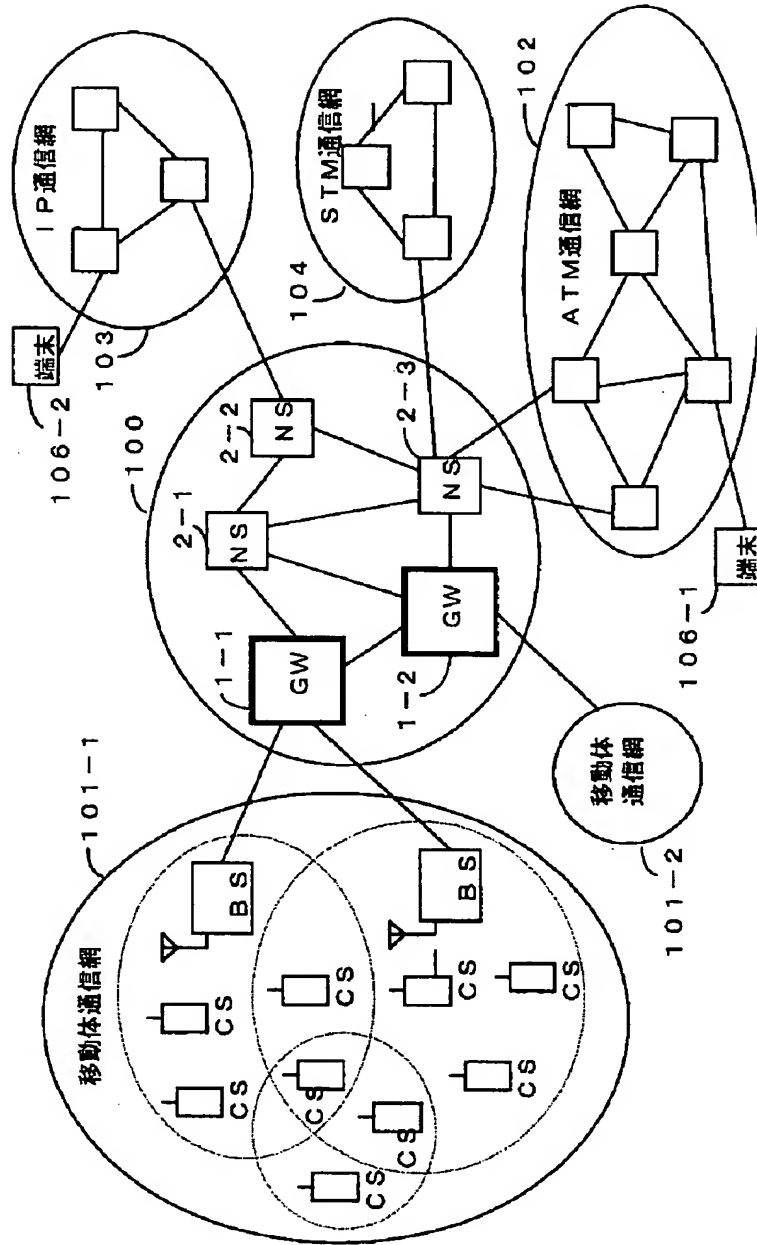 移動体通信網
101-1
CS
CS
BS
CS
CS
CS
CS
CS
BS
CS
CS
移動体
通信網
101-2
100
1-1
GW
1-2
GW
2-1
NS
2-2
NS
2-3
NS
106-2
端末
103
IP通信網
104
STM通信網
102
ATM通信網
106-1
端末